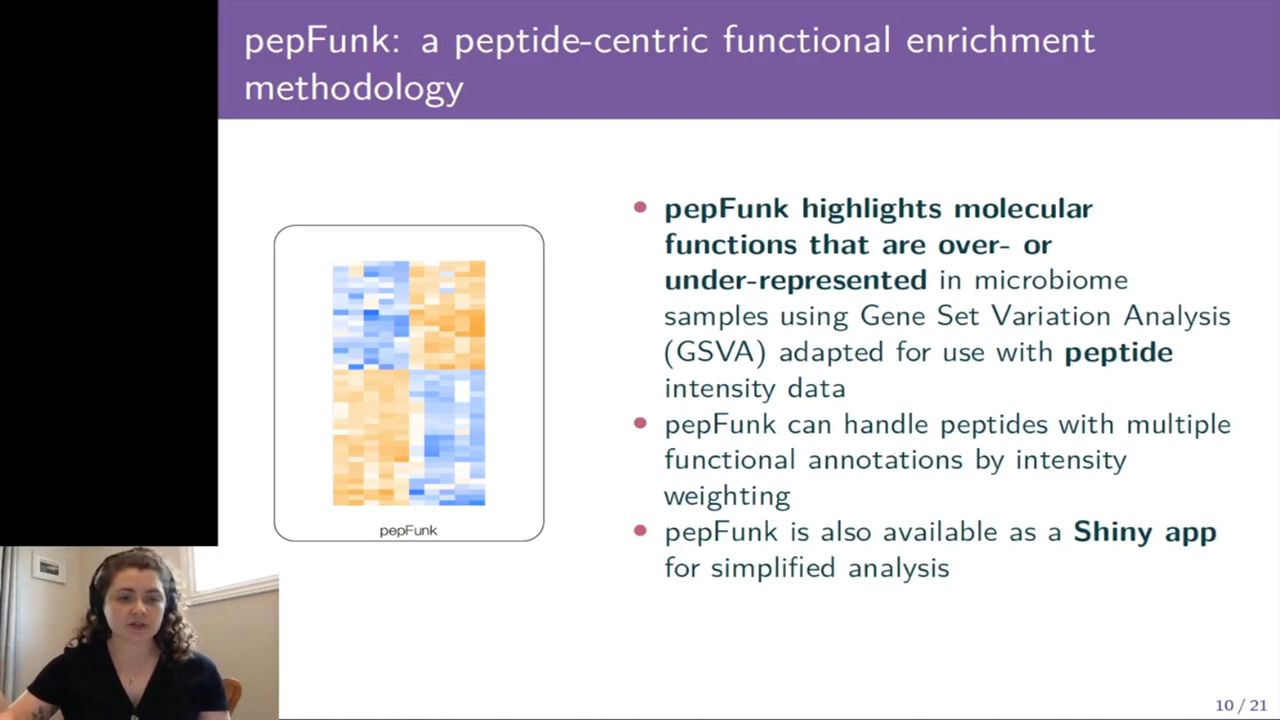 pepFunk: a peptide-centric functional enrichment
methodology
pepFunk
pepFunk highlights molecular
functions that are over- or
under-represented in microbiome
samples using Gene Set Variation Analysis
(GSVA) adapted for use with peptide
intensity data
pepFunk can handle peptides with multiple
functional annotations by intensity
weighting
pepFunk is also available as a Shiny app
for simplified analysis
10 / 21